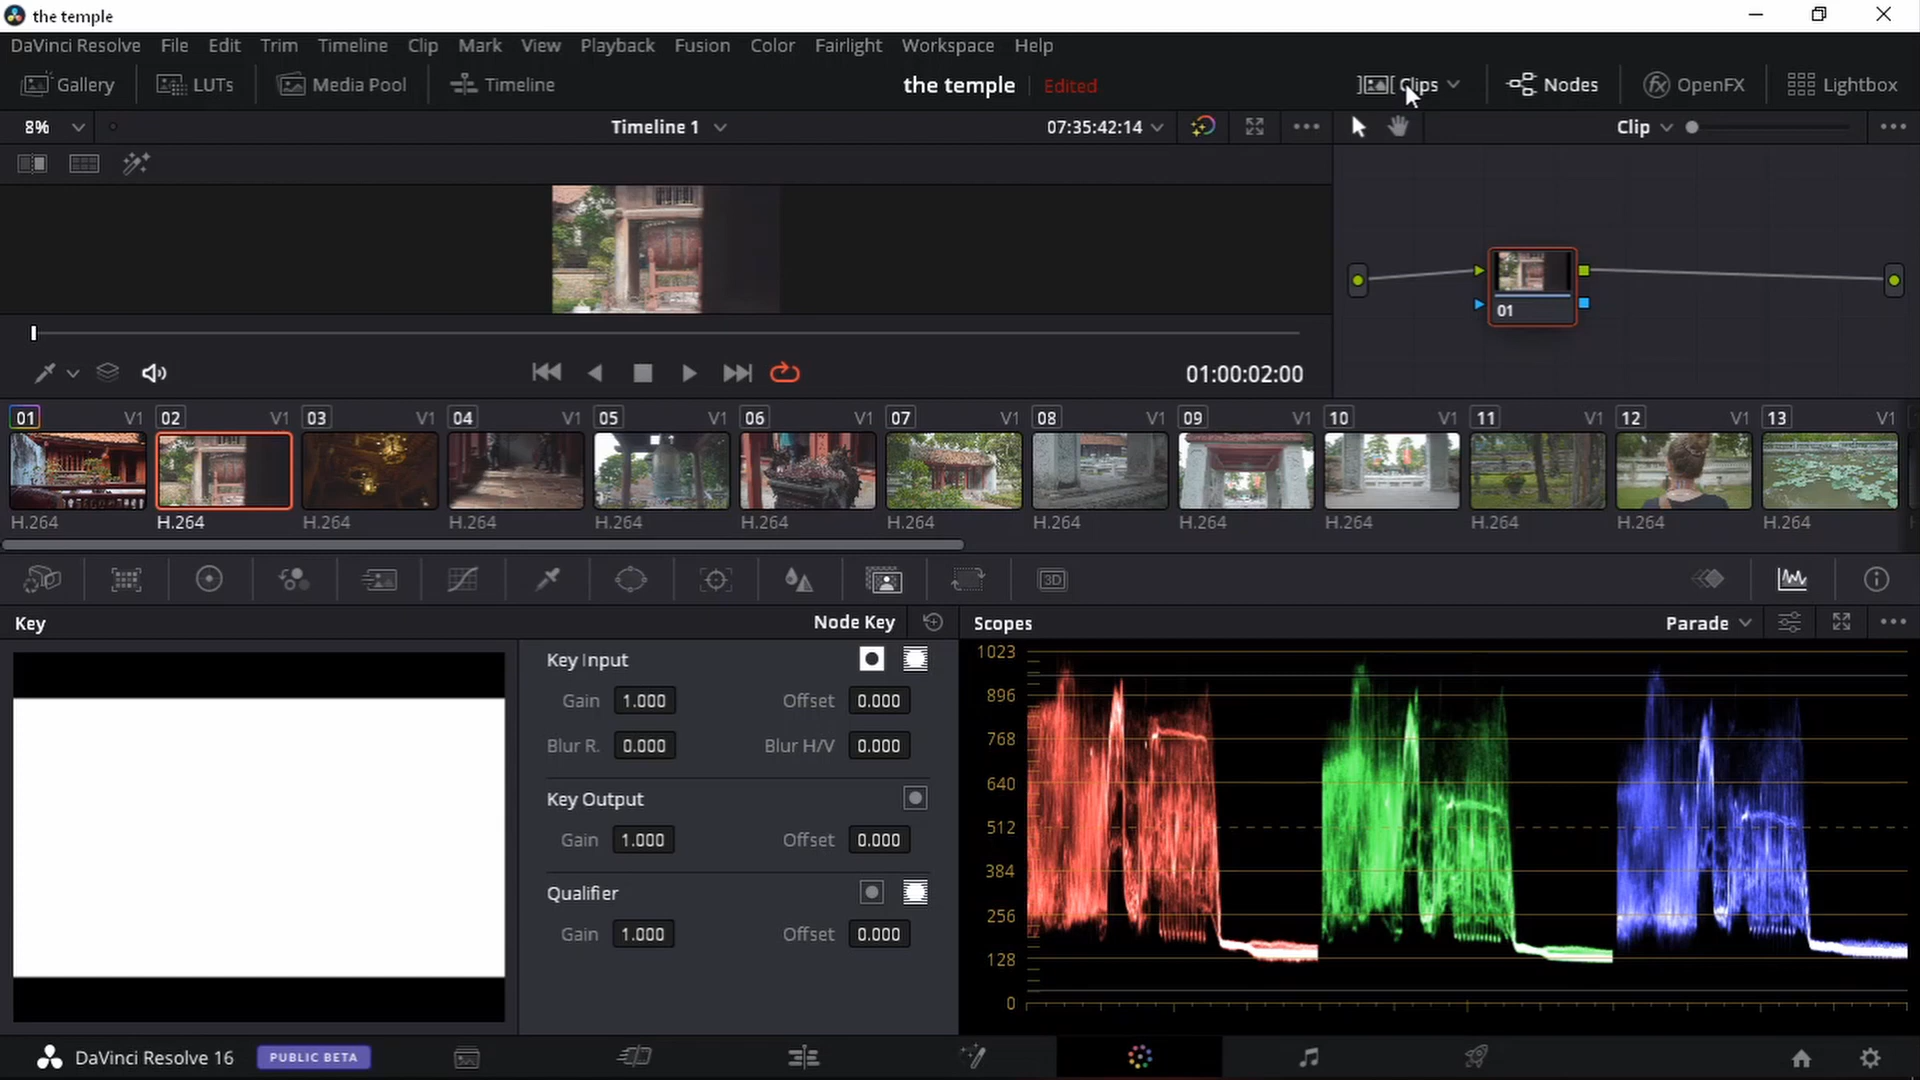 the temple
DaVinci Resolve File Edit Trim Timeline Clip Mark View Playback Fusion Color Fairlight Workspace Help
Gallery LUTs Media Pool Timeline the temple Edited Clips Nodes fx OpenFX Lightbox
8% Timeline 1 07:35:42:14 Clip
01
01:00:02:00
01 V1 02 V1 03 V1 04 V1 05 V1 06 V1 07 V1 08 V1 09 V1 10 V1 11 V1 12 V1 13 V1
H.264 H.264 H.264 H.264 H.264 H.264 H.264 H.264 H.264 H.264 H.264 H.264 H.264
3D
Key Node Key Scopes Parade
Key Input
Gain 1.000 Offset 0.000
Blur R. 0.000 Blur H/V 0.000
Key Output
Gain 1.000 Offset 0.000
Qualifier
Gain 1.000 Offset 0.000
1023
896
768
640
512
384
256
128
0
DaVinci Resolve 16 PUBLIC BETA